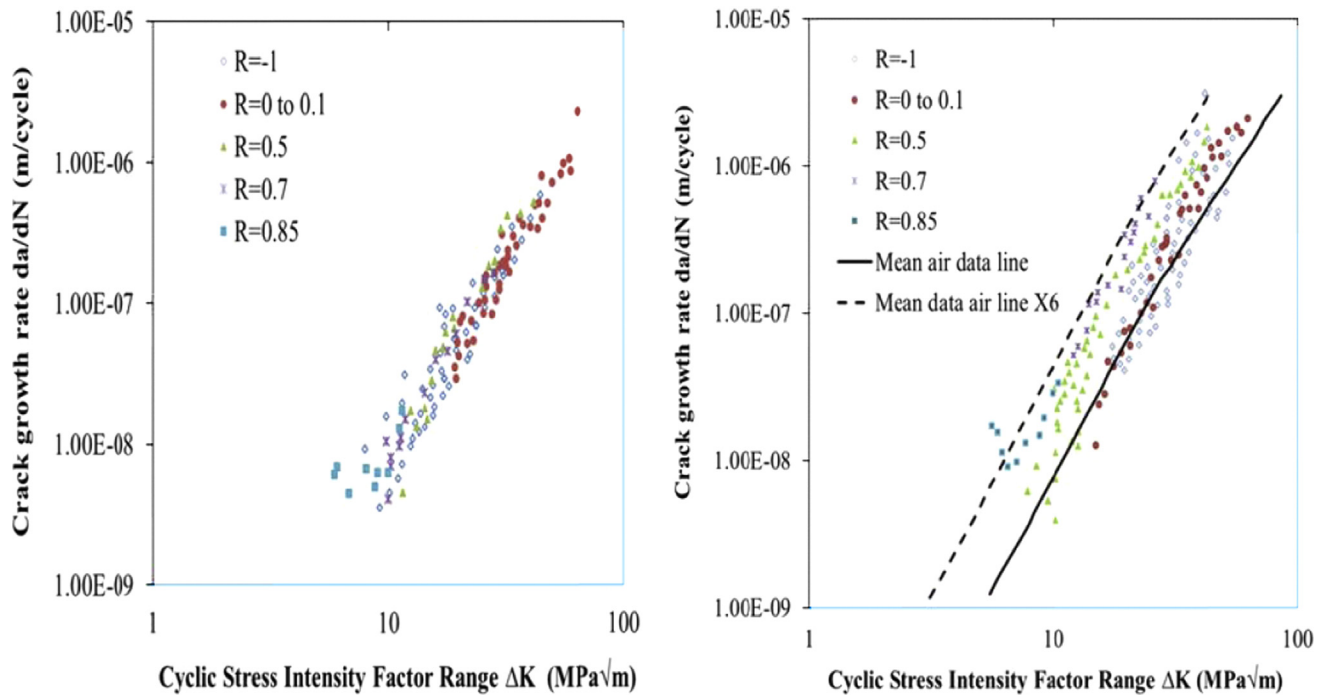 Crack growth rate da/dN (m/cycle)
1.00E-05
1.00E-06
1.00E-07
1.00E-08
1.00E-09
R=-1
R=0 to 0.1
R=0.5
R=0.7
R=0.85
1 10 100
Cyclic Stress Intensity Factor Range ΔK (MPa√m)
Crack growth rate da/dN (m/cycle)
1.00E-05
1.00E-06
1.00E-07
1.00E-08
1.00E-09
R=-1
R=0 to 0.1
R=0.5
R=0.7
R=0.85
Mean air data line
Mean data air line X6
1 10 100
Cyclic Stress Intensity Factor Range ΔK (MPa√m)